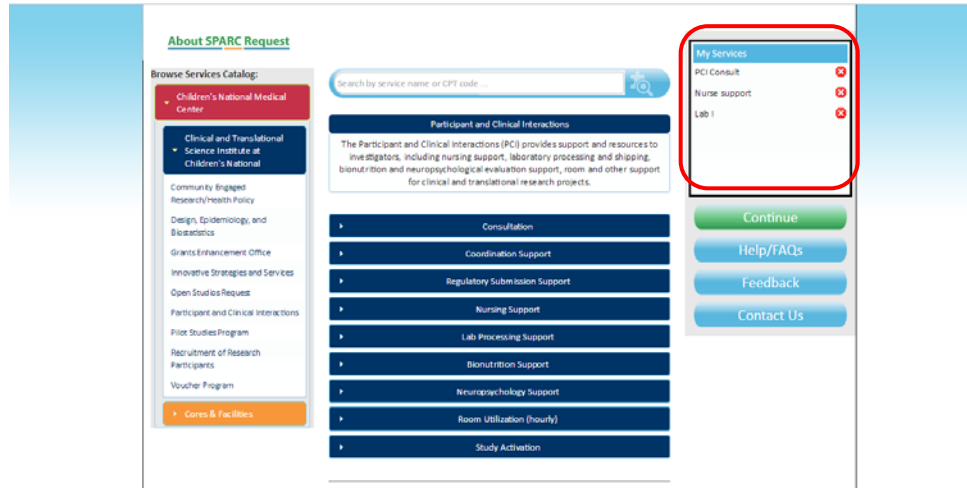 About SPARC Request
Browse Services Catalog:
Children's National Medical
Center
Clinical and Translational
Science Institute at
Children's National
Community Engaged
Research/Health Policy
Design, Epidemiology, and
Biostatistics
Grants Enhancement Office
Innovative Strategies and Services
Open Studios Request
Participant and Clinical Interactions
Pilot Studies Program
Recruitment of Research
Participants
Voucher Program
Cores & Facilities
Search by service name or CPT code ...
Participant and Clinical Interactions
The Participant and Clinical Interactions (PCI) provides support and resources to
investigators, including nursing support, laboratory processing and shipping,
bionutrition and neuropsychological evaluation support, room and other support
for clinical and translational research projects.
Consultation
Coordination Support
Regulatory Submission Support
Nursing Support
Lab Processing Support
Bionutrition Support
Neuropsychology Support
Room Utilization (hourly)
Study Activation
My Services
PCI Consult
Nurse support
Lab I
Continue
Help/FAQs
Feedback
Contact Us